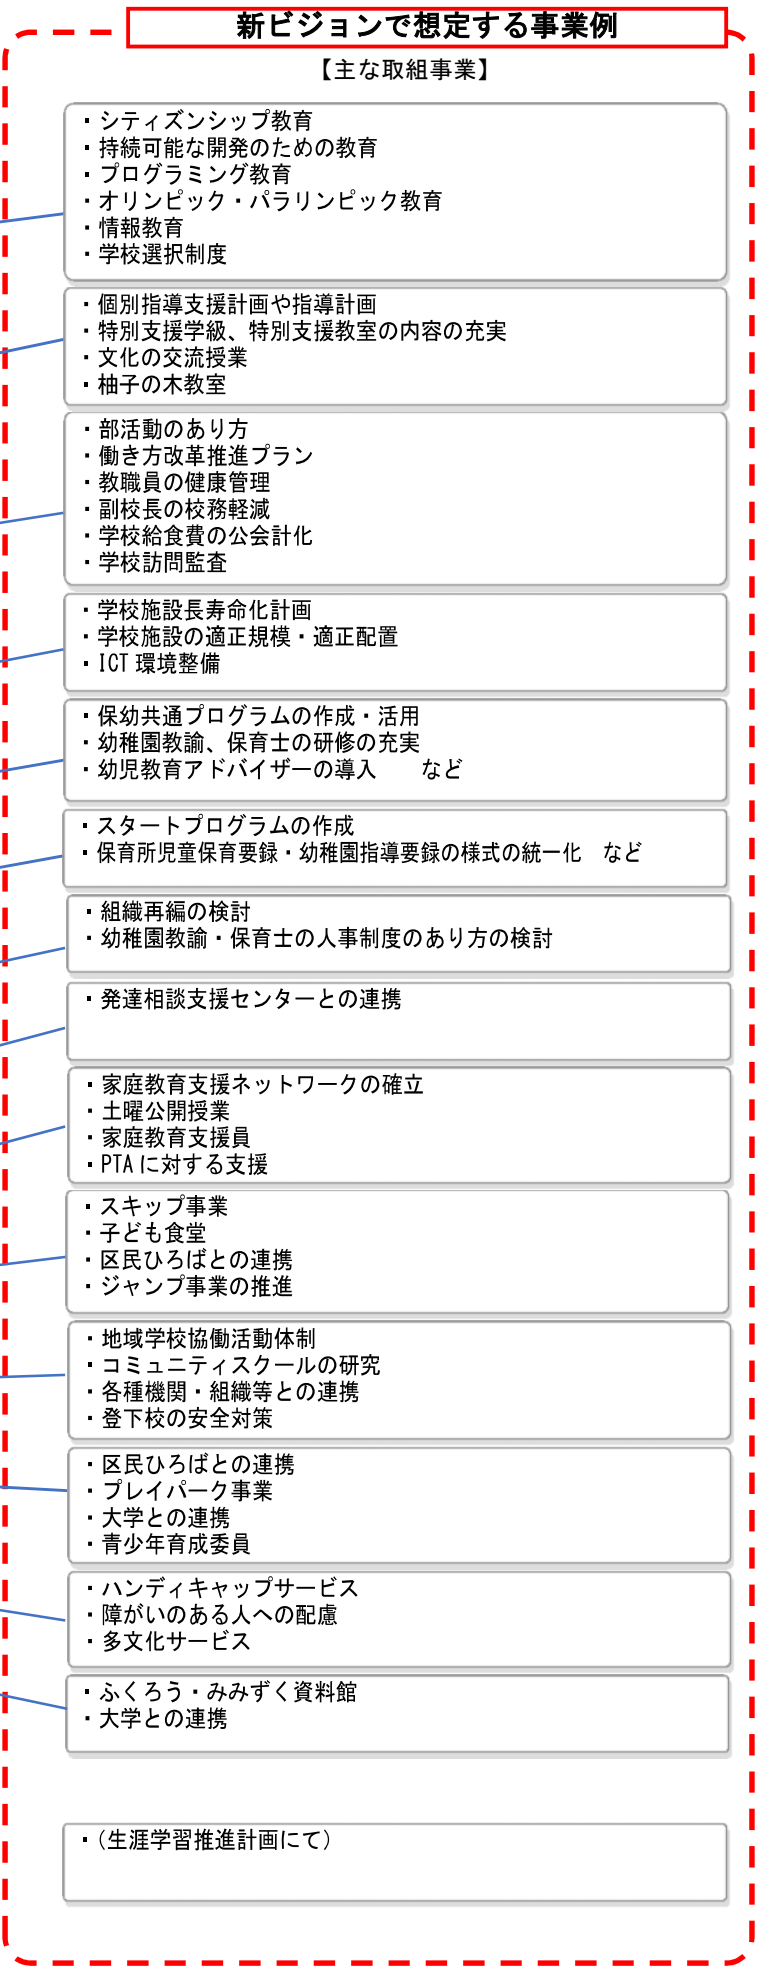 新ビジョンで想定する事業例
【主な取組事業】
・シティズンシップ教育
・持続可能な開発のための教育
・プログラミング教育
・オリンピック・パラリンピック教育
・情報教育
・学校選択制度
・個別指導支援計画や指導計画
・特別支援学級、特別支援教室の内容の充実
・文化の交流授業
・柚子の木教室
・部活動のあり方
・働き方改革推進プラン
・教職員の健康管理
・副校長の校務軽減
・学校給食費の公会計化
・学校訪問監査
・学校施設長寿命化計画
・学校施設の適正規模・適正配置
・ICT 環境整備
・保幼共通プログラムの作成・活用
・幼稚園教諭、保育士の研修の充実
・幼児教育アドバイザーの導入　　など
・スタートプログラムの作成
・保育所児童保育要録・幼稚園指導要録の様式の統一化　など
・組織再編の検討
・幼稚園教諭・保育士の人事制度のあり方の検討
・発達相談支援センターとの連携
・家庭教育支援ネットワークの確立
・土曜公開授業
・家庭教育支援員
・PTA に対する支援
・スキップ事業
・子ども食堂
・区民ひろばとの連携
・ジャンプ事業の推進
・地域学校協働活動体制
・コミュニティスクールの研究
・各種機関・組織等との連携
・登下校の安全対策
・区民ひろばとの連携
・プレイパーク事業
・大学との連携
・青少年育成委員
・ハンディキャップサービス
・障がいのある人への配慮
・多文化サービス
・ふくろう・みみずく資料館
・大学との連携
・（生涯学習推進計画にて）